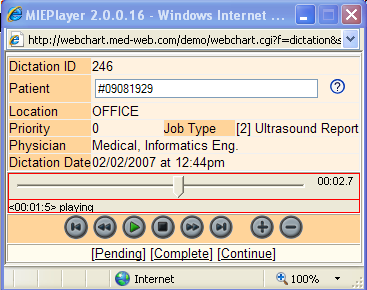 MIEPlayer 2.0.0.16 - Windows Internet ...
http://webchart.med-web.com/demo/webchart.cgi?f=dictation&s
Dictation ID 246
Patient #09081929
Location OFFICE
Priority 0 Job Type [2] Ultrasound Report
Physician Medical, Informatics Eng.
Dictation Date 02/02/2007 at 12:44pm
00:02.7
<00:01:5> playing
[Pending] [Complete] [Continue]
Internet 100%